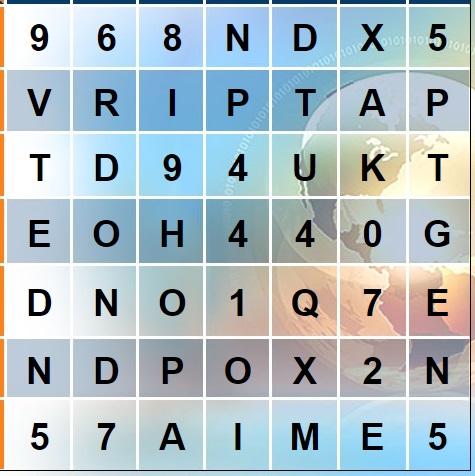 9 6 8 N D X 5
V R I P T A P
T D 9 4 U K T
E O H 4 4 0 G
D N O 1 Q 7 E
N D P O X 2 N
5 7 A I M E 5